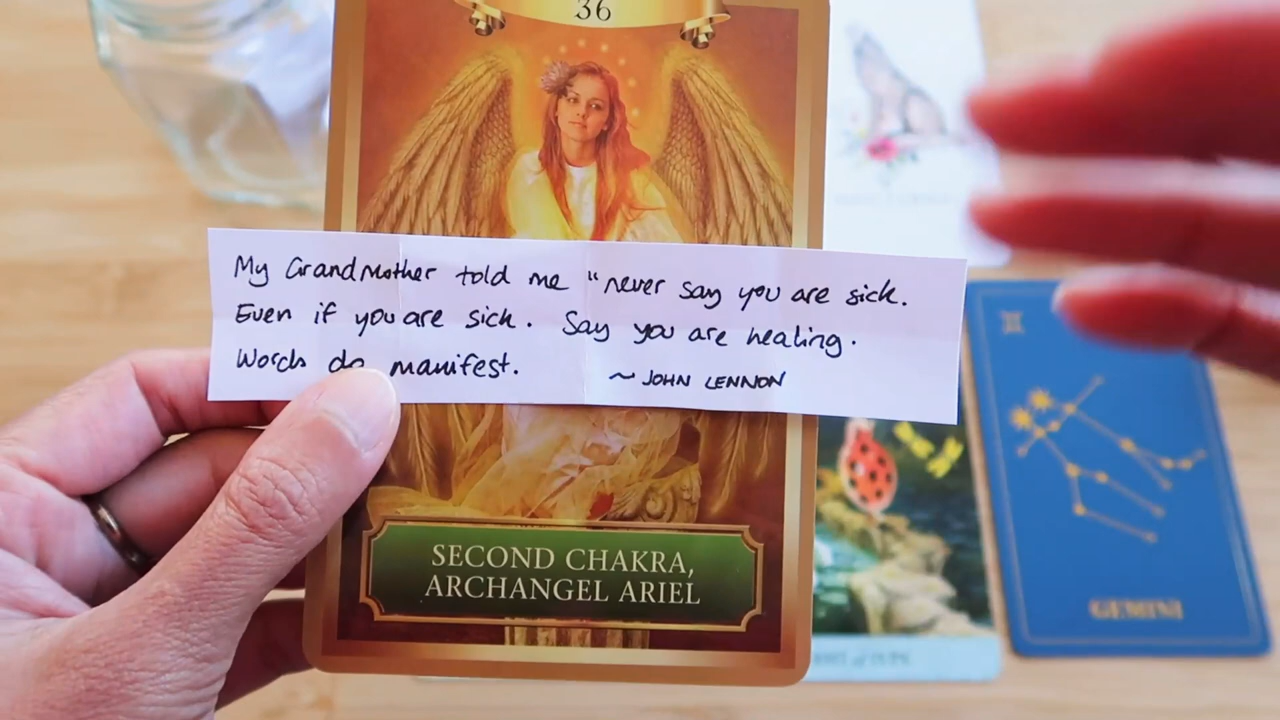 36
My Grandmother told me "never say you are sick.
Even if you are sick. Say you are healing.
Words do manifest.
~ JOHN LENNON
SECOND CHAKRA,
ARCHANGEL ARIEL
GEMINI